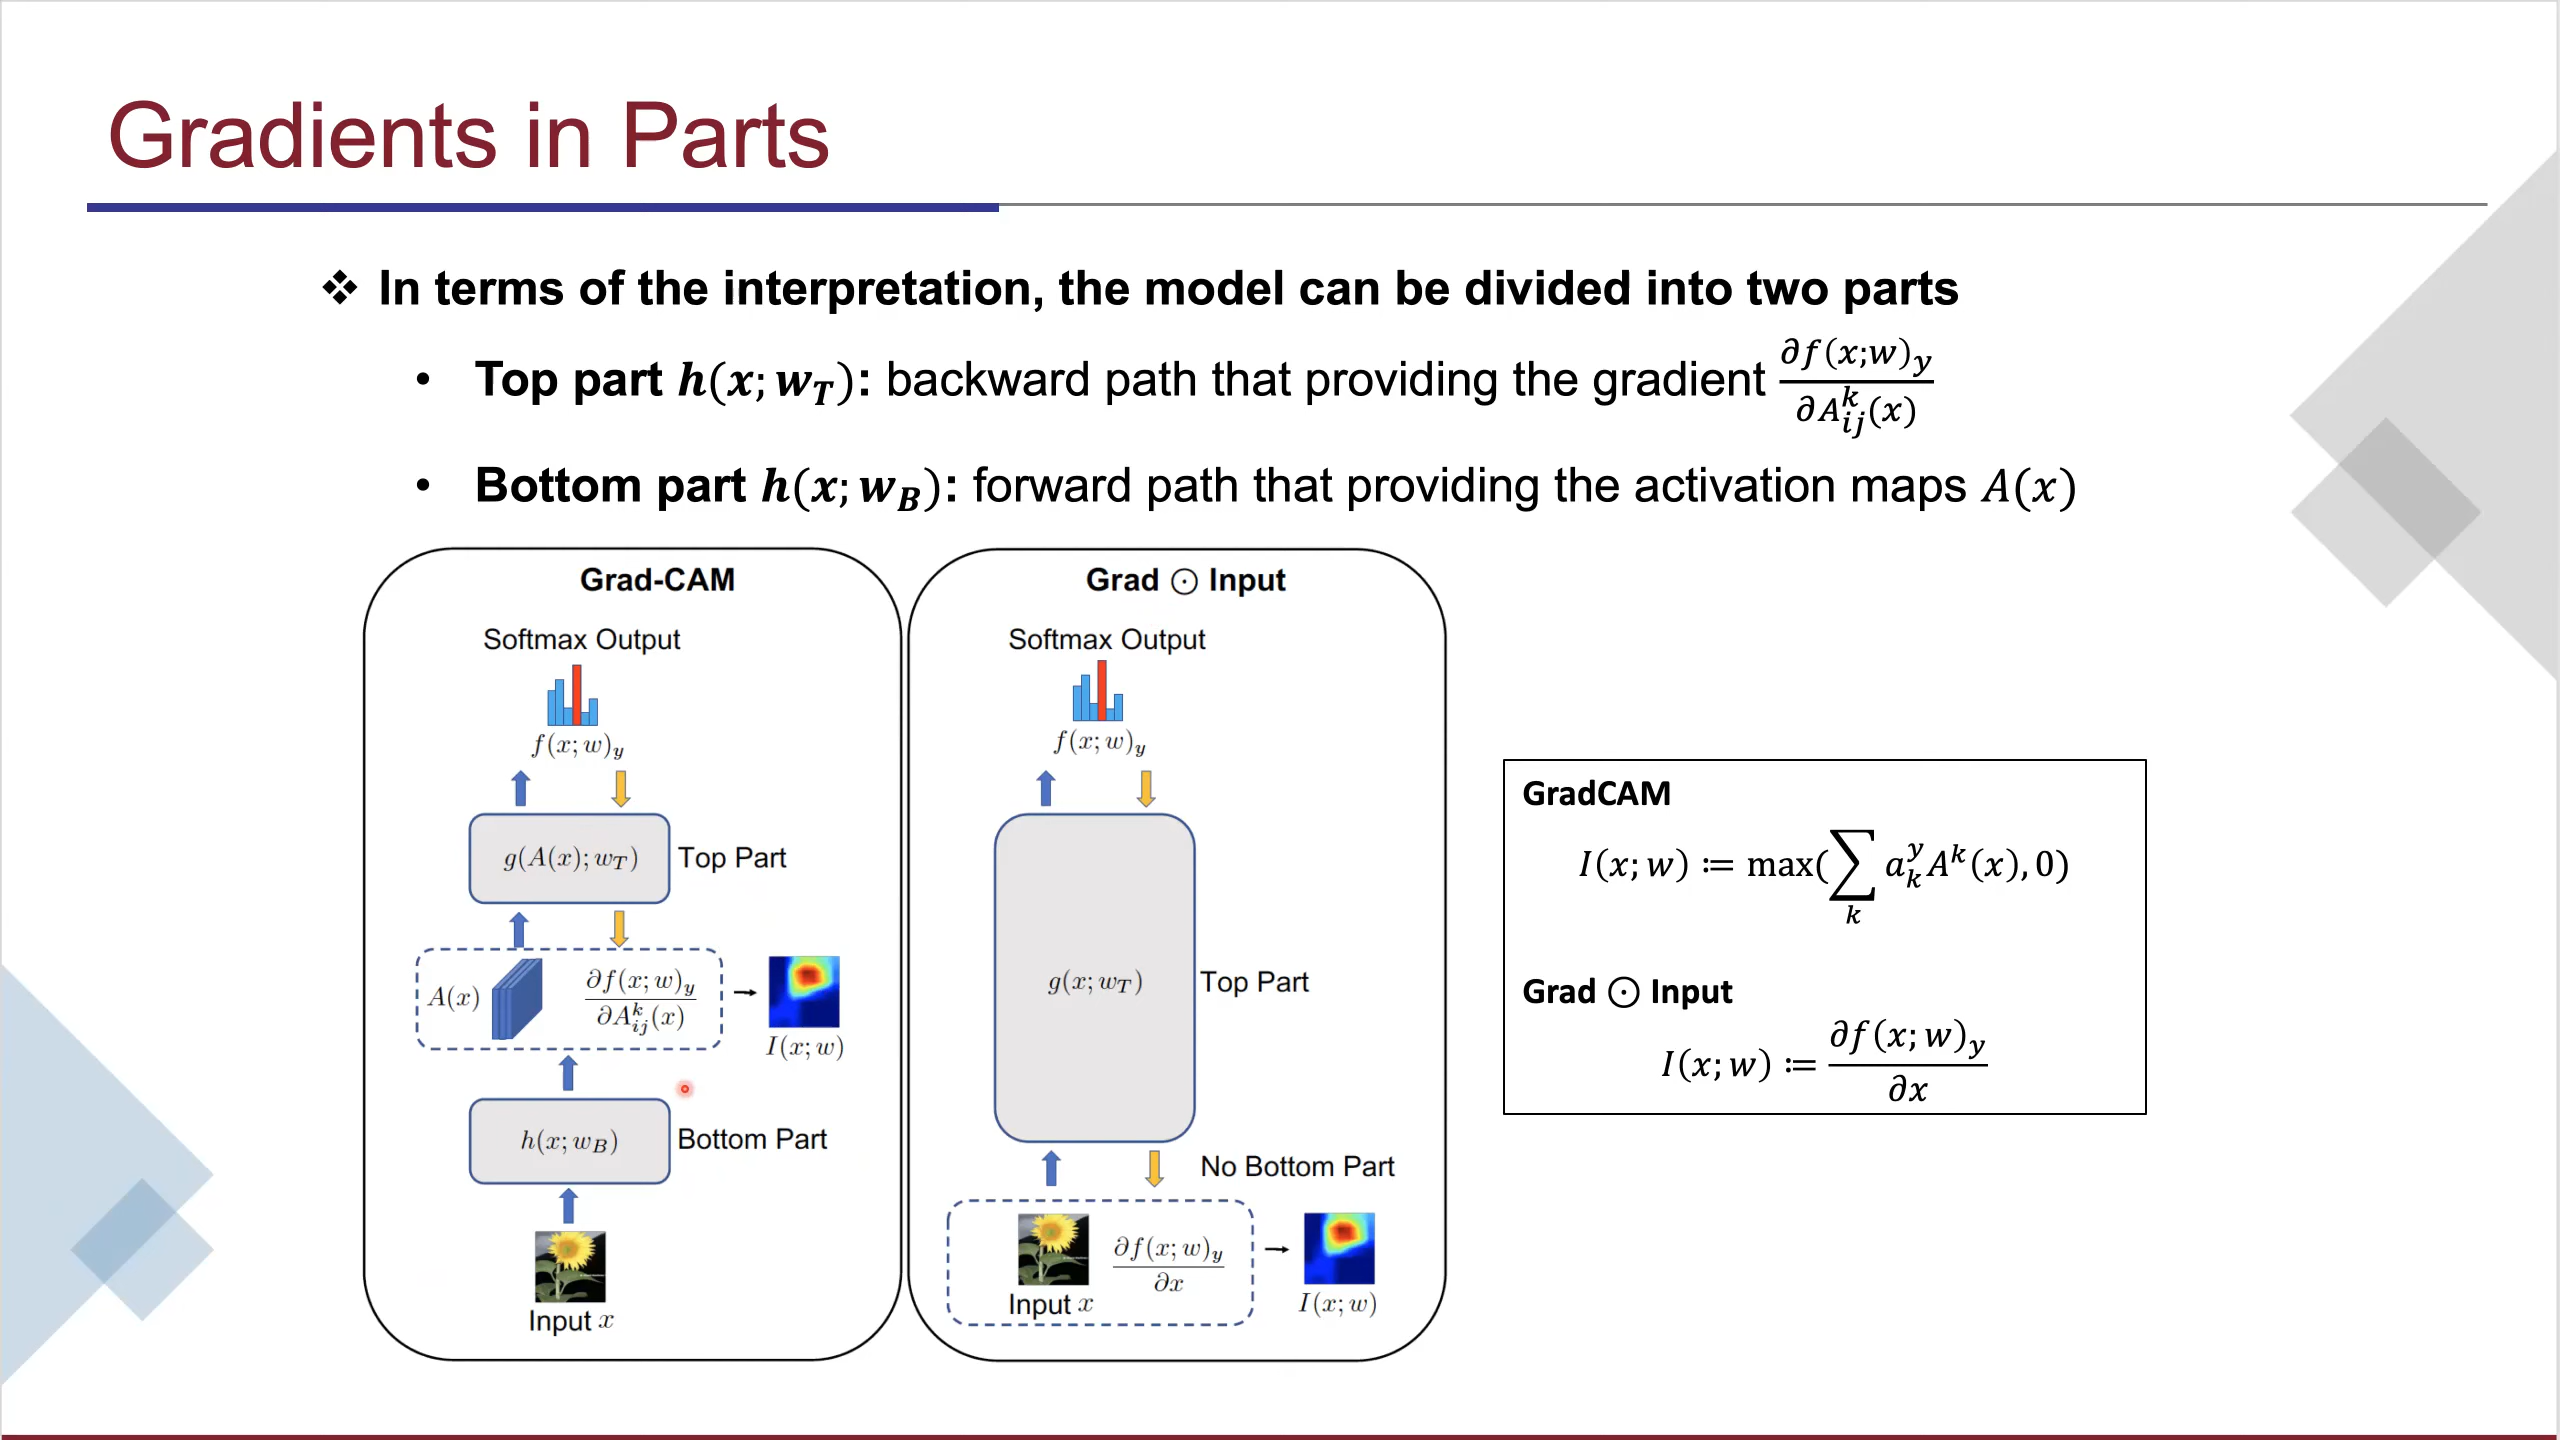 Gradients in Parts
❖ In terms of the interpretation, the model can be divided into two parts
• Top part h(x; w_T): backward path that providing the gradient ∂f(x;w)_y / ∂A^k_ij(x)
• Bottom part h(x; w_B): forward path that providing the activation maps A(x)
Grad-CAM
Softmax Output
f(x; w)_y
g(A(x); w_T)
Top Part
A(x)
∂f(x; w)_y / ∂A^k_ij(x)
I(x; w)
h(x; w_B)
Bottom Part
Input x
Grad ⊙ Input
Softmax Output
f(x; w)_y
g(x; w_T)
Top Part
No Bottom Part
Input x
∂f(x; w)_y / ∂x
I(x; w)
GradCAM
I(x; w) ≔ max(∑_k a^y_k A^k(x), 0)
Grad ⊙ Input
I(x; w) ≔ ∂f(x; w)_y / ∂x